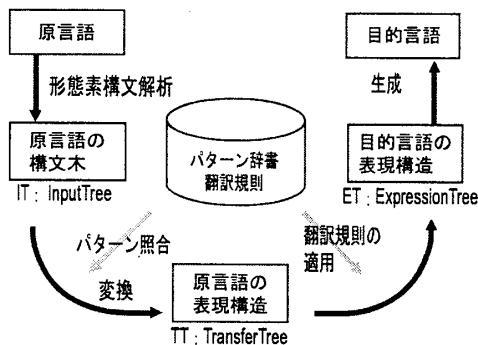 原言語
目的言語
形態素構文解析
生成
原言語の
構文木
IT : InputTree
パターン辞書
翻訳規則
目的言語の
表現構造
ET : ExpressionTree
パターン照合
変換
翻訳規則の
適用
原言語の
表現構造
TT : TransferTree